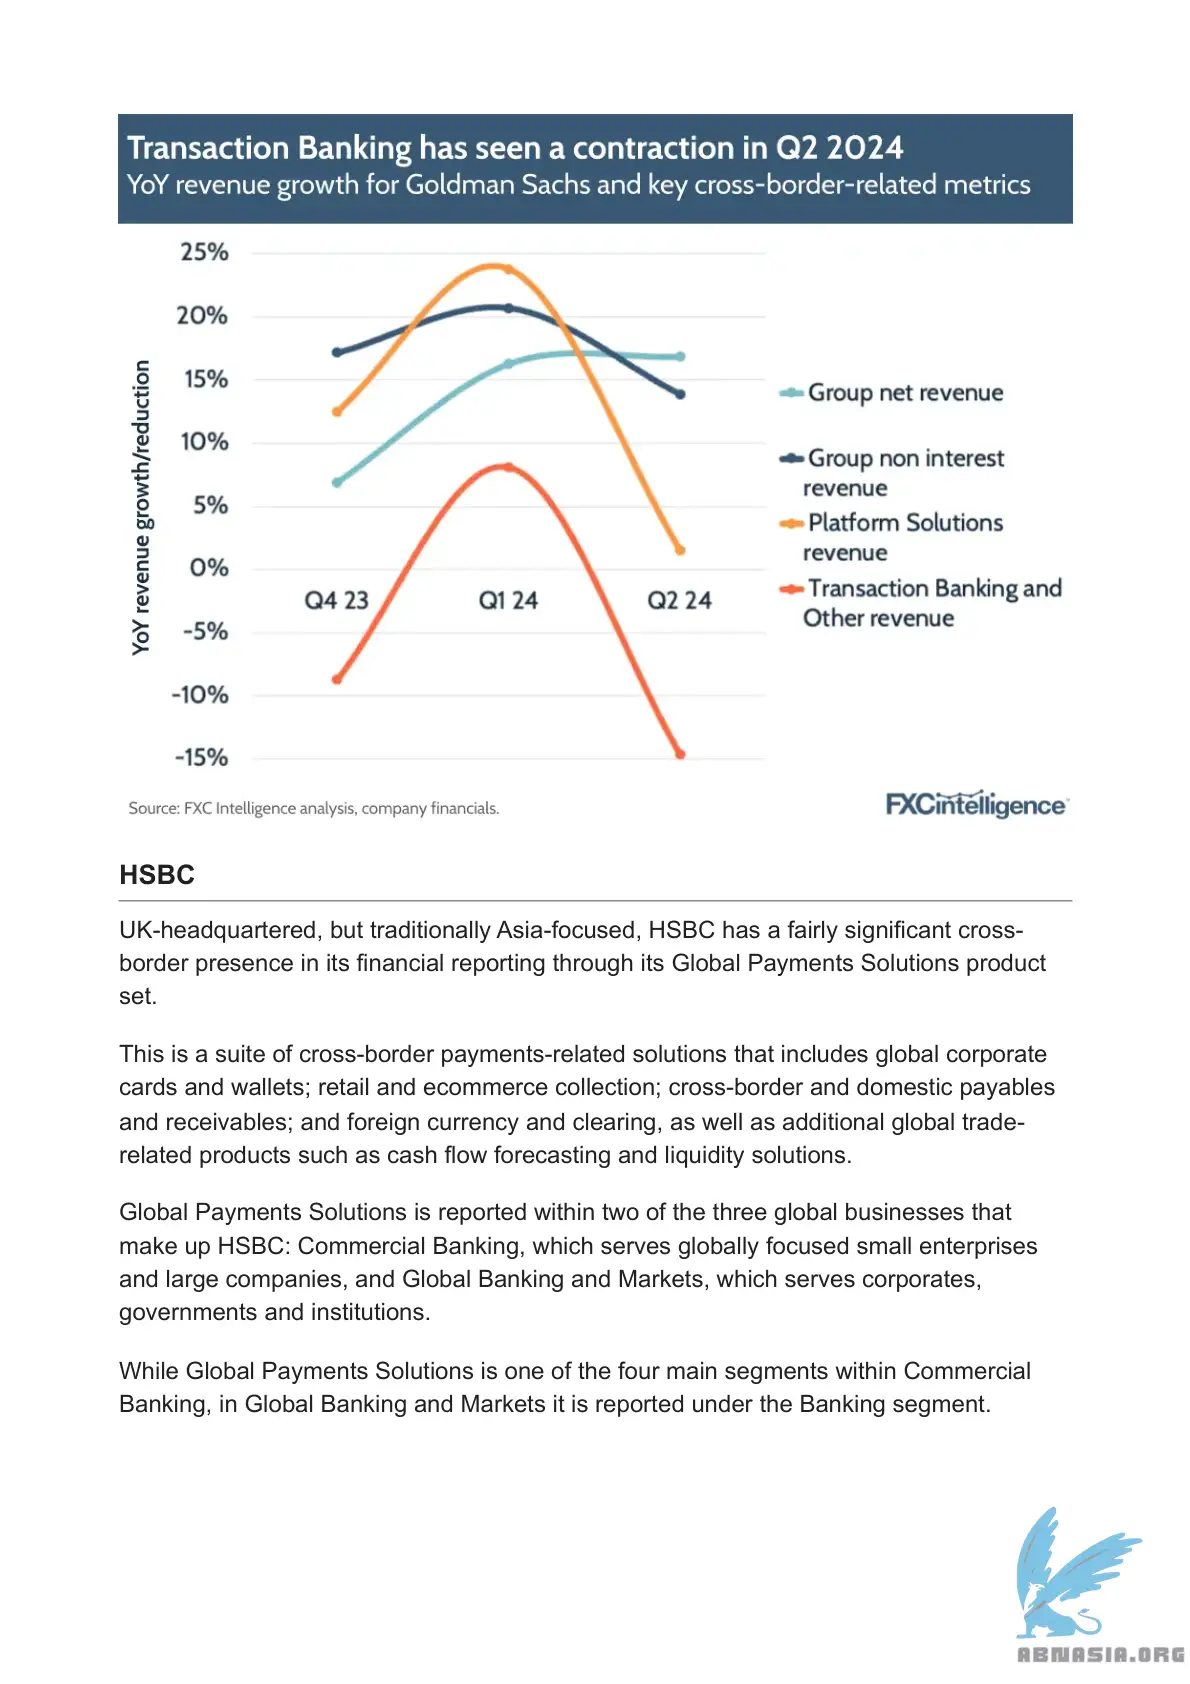 Transaction Banking has seen a contraction in Q2 2024
YoY revenue growth for Goldman Sachs and key cross-border-related metrics
YoY revenue growth/reduction
25%
20%
15%
10%
5%
0%
-5%
-10%
-15%
Q4 23
Q1 24
Q2 24
Group net revenue
Group non interest
revenue
Platform Solutions
revenue
Transaction Banking and
Other revenue
Source: FXC Intelligence analysis, company financials.
FXCintelligence™
HSBC
UK-headquartered, but traditionally Asia-focused, HSBC has a fairly significant cross-
border presence in its financial reporting through its Global Payments Solutions product
set.
This is a suite of cross-border payments-related solutions that includes global corporate
cards and wallets; retail and ecommerce collection; cross-border and domestic payables
and receivables; and foreign currency and clearing, as well as additional global trade-
related products such as cash flow forecasting and liquidity solutions.
Global Payments Solutions is reported within two of the three global businesses that
make up HSBC: Commercial Banking, which serves globally focused small enterprises
and large companies, and Global Banking and Markets, which serves corporates,
governments and institutions.
While Global Payments Solutions is one of the four main segments within Commercial
Banking, in Global Banking and Markets it is reported under the Banking segment.
ABNASIA.ORG